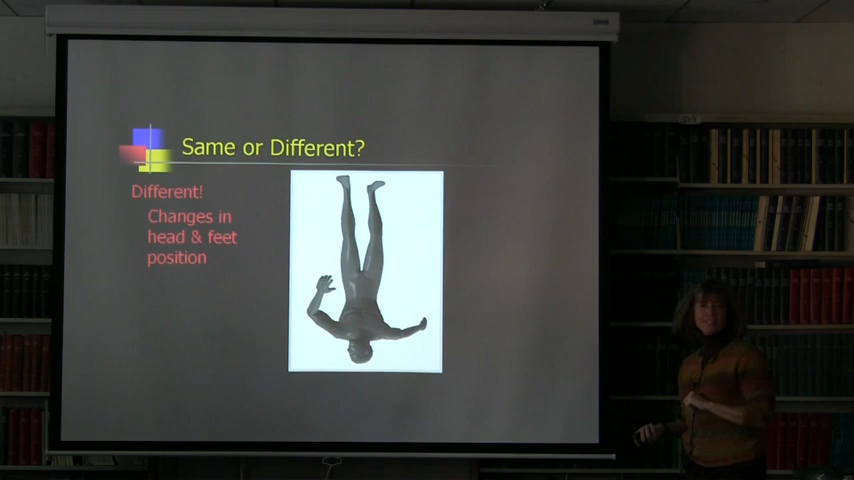 Same or Different?
Different!
Changes in
head & feet
position